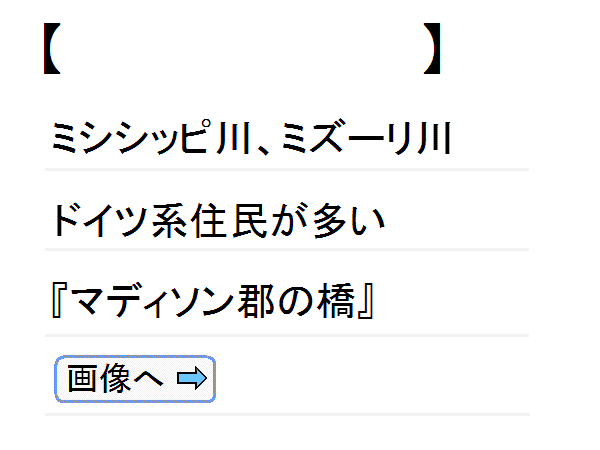 【　　　　　　　　】
ミシシッピ川、ミズーリ川
ドイツ系住民が多い
『マディソン郡の橋』
画像へ